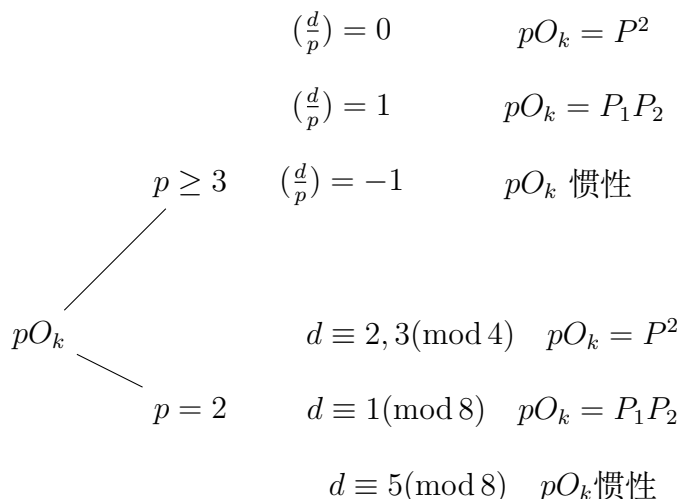 (d/p) = 0 pO_k = P^2
(d/p) = 1 pO_k = P_1P_2
p ≥ 3 (d/p) = −1 pO_k 惯性
pO_k d ≡ 2, 3(mod 4) pO_k = P^2
p = 2 d ≡ 1(mod 8) pO_k = P_1P_2
d ≡ 5(mod 8) pO_k惯性